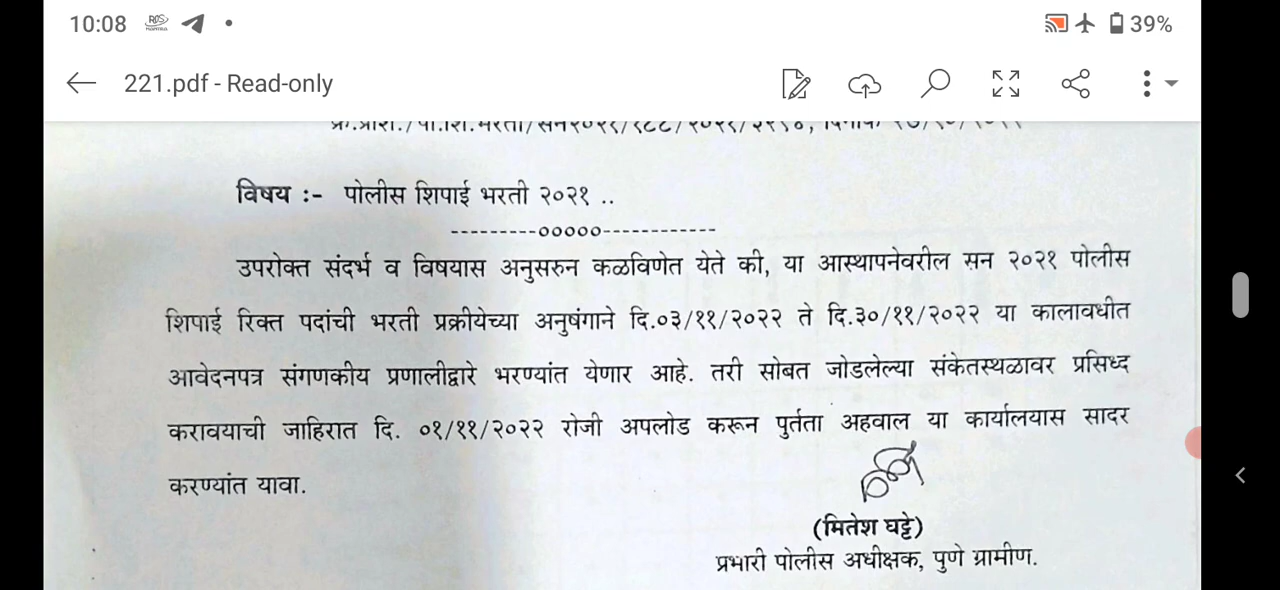 10:08
39%
221.pdf - Read-only
विषय :- पोलीस शिपाई भरती २०२१ ..
---------ooooo------------
उपरोक्त संदर्भ व विषयास अनुसरुन कळविणेत येते की, या आस्थापनेवरील सन २०२१ पोलीस
शिपाई रिक्त पदांची भरती प्रक्रीयेच्या अनुषंगाने दि.०३/११/२०२२ ते दि.३०/११/२०२२ या कालावधीत
आवेदनपत्र संगणकीय प्रणालीद्वारे भरण्यांत येणार आहे. तरी सोबत जोडलेल्या संकेतस्थळावर प्रसिध्द
करावयाची जाहिरात दि. ०१/११/२०२२ रोजी अपलोड करून पुर्तता अहवाल या कार्यालयास सादर
करण्यांत यावा.
(मितेश घट्टे)
प्रभारी पोलीस अधीक्षक, पुणे ग्रामीण.